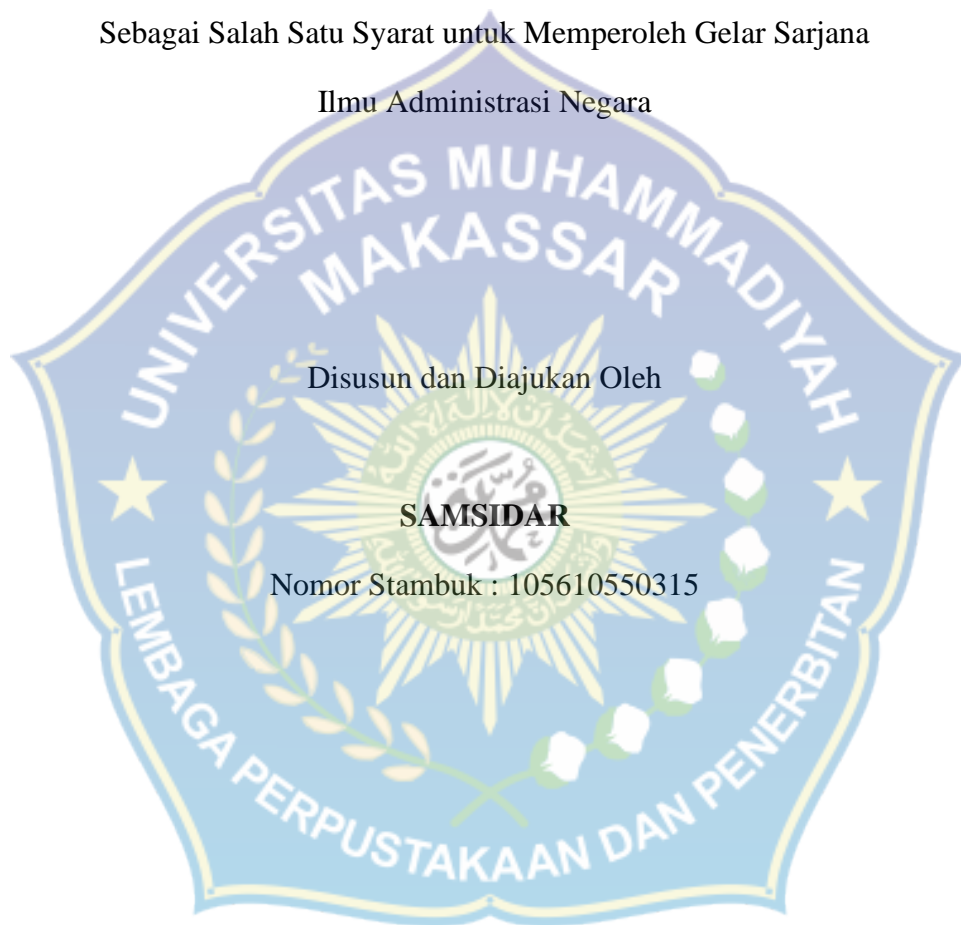 Sebagai Salah Satu Syarat untuk Memperoleh Gelar Sarjana
Ilmu Administrasi Negara
UNIVERSITAS MUHAMMADIYAH
MAKASSAR
Disusun dan Diajukan Oleh
SAMSIDAR
Nomor Stambuk : 105610550315
LEMBAGA PERPUSTAKAAN DAN PENERBITAN